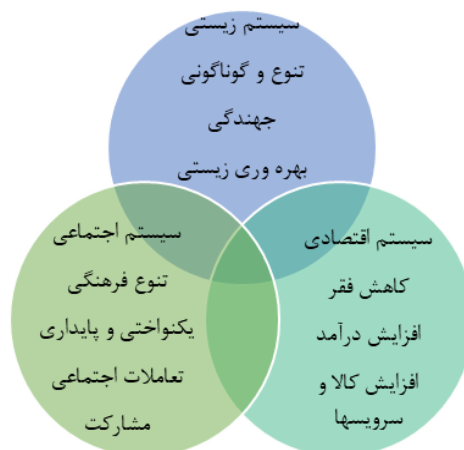 سیستم زیستی
تنوع و گوناگونی
جهندگی
بهره وری زیستی
سیستم اقتصادی
کاهش فقر
افزایش درآمد
افزایش کالا و
سرویسها
سیستم اجتماعی
تنوع فرهنگی
یکنواختی و پایداری
تعاملات اجتماعی
مشارکت